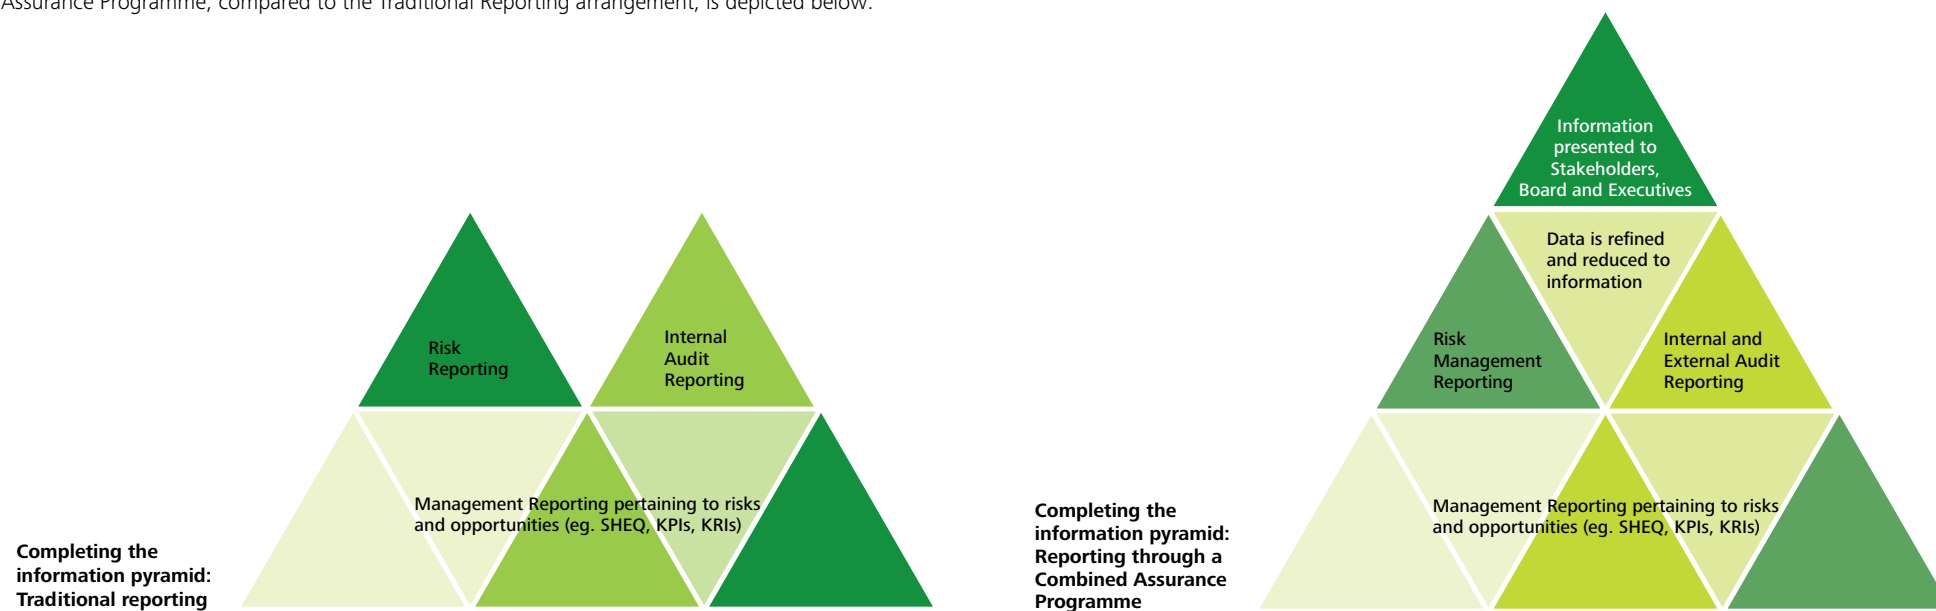 Assurance Programme, compared to the Traditional Reporting arrangement, is depicted below.
Risk
Reporting
Internal
Audit
Reporting
Management Reporting pertaining to risks
and opportunities (eg. SHEQ, KPIs, KRIs)
Completing the
information pyramid:
Traditional reporting
Information
presented to
Stakeholders,
Board and Executives
Data is refined
and reduced to
information
Risk
Management
Reporting
Internal and
External Audit
Reporting
Management Reporting pertaining to risks
and opportunities (eg. SHEQ, KPIs, KRIs)
Completing the
information pyramid:
Reporting through a
Combined Assurance
Programme